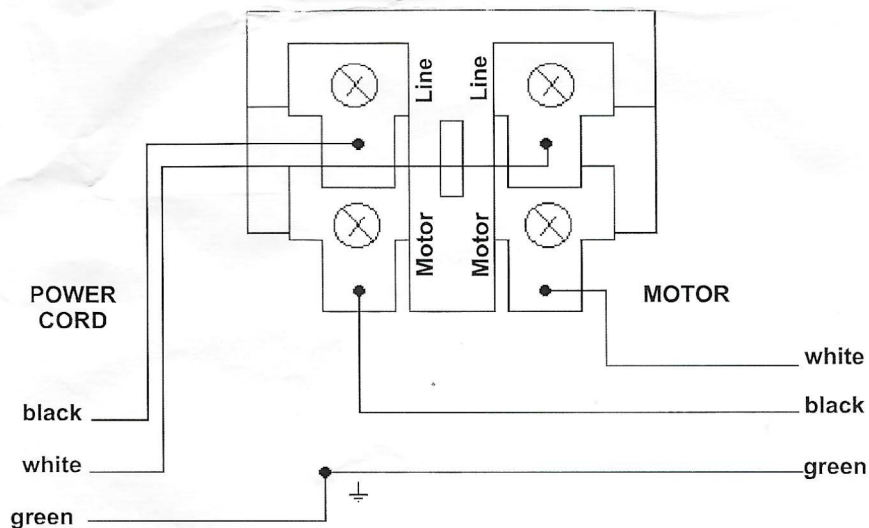 Line
Line
Motor
Motor
POWER
CORD
MOTOR
white
black
black
white
green
green